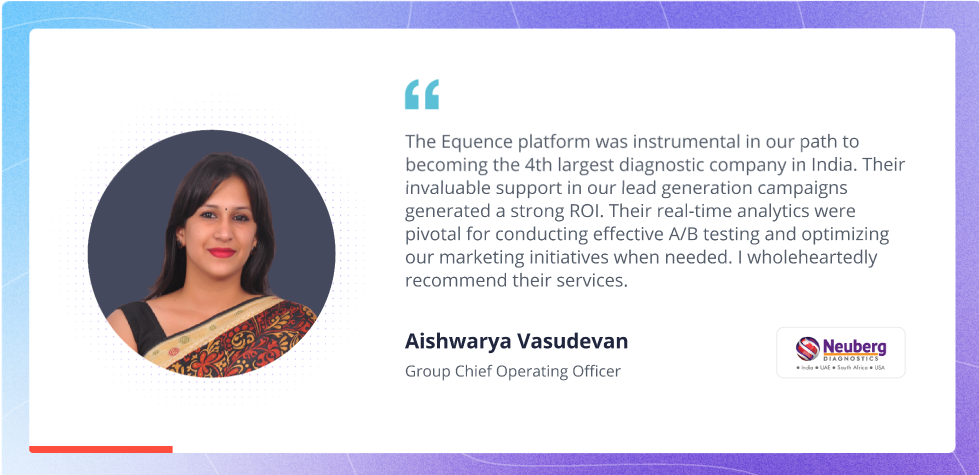 The Equence platform was instrumental in our path to
becoming the 4th largest diagnostic company in India. Their
invaluable support in our lead generation campaigns
generated a strong ROI. Their real-time analytics were
pivotal for conducting effective A/B testing and optimizing
our marketing initiatives when needed. I wholeheartedly
recommend their services.
Aishwarya Vasudevan
Group Chief Operating Officer
Neuberg
DIAGNOSTICS
• India • UAE • South Africa • USA